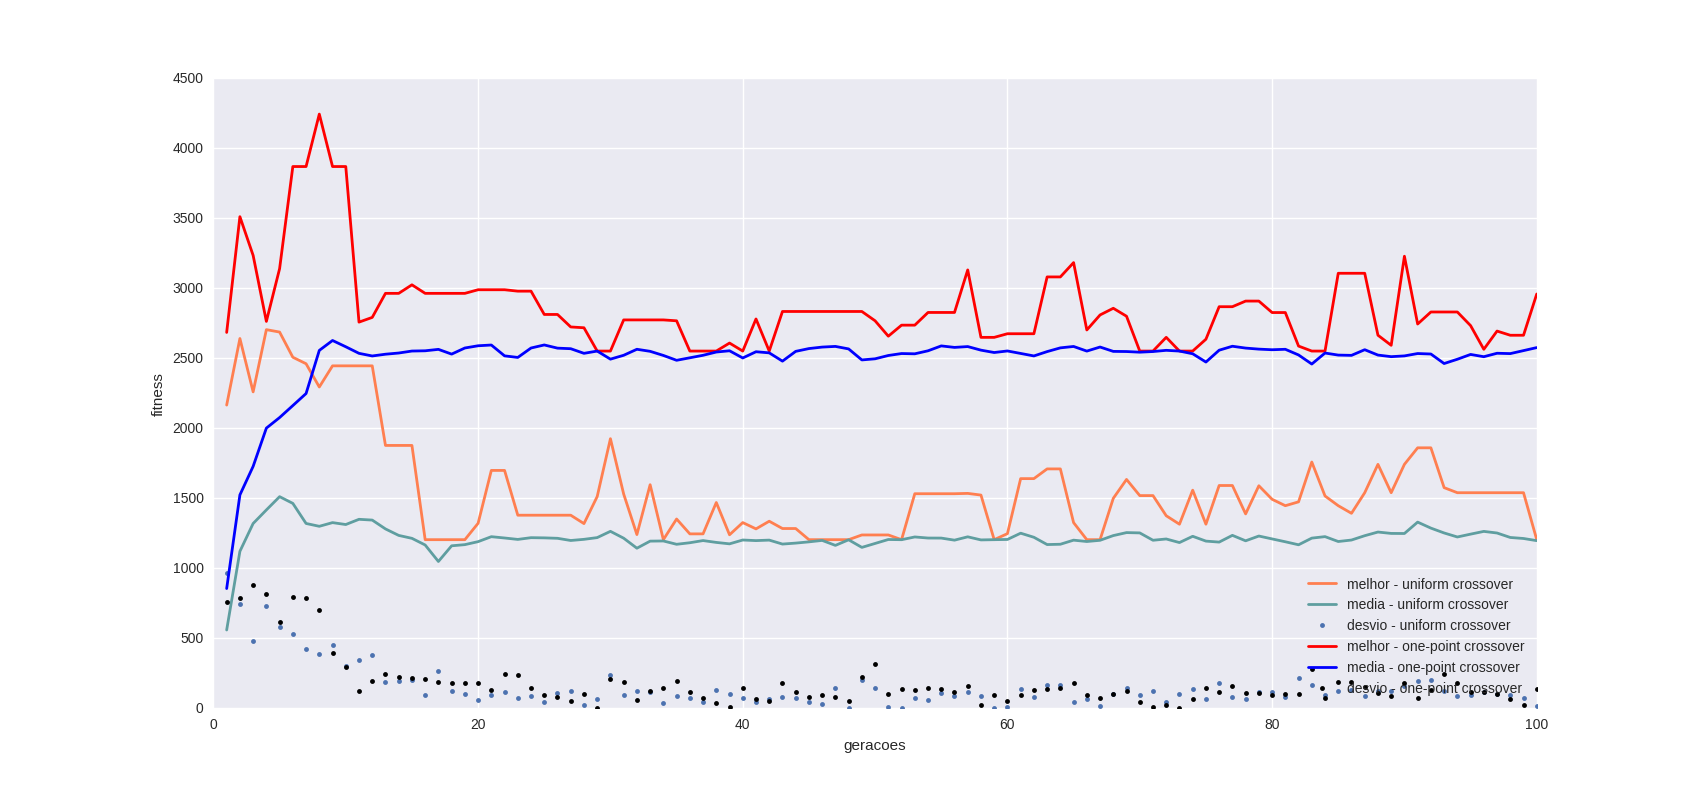 4500
4000
3500
3000
2500
2000
1500
1000
500
0
fitness
0 20 40 60 80 100
geracoes
melhor - uniform crossover
media - uniform crossover
desvio - uniform crossover
melhor - one-point crossover
media - one-point crossover
desvio - one-point crossover